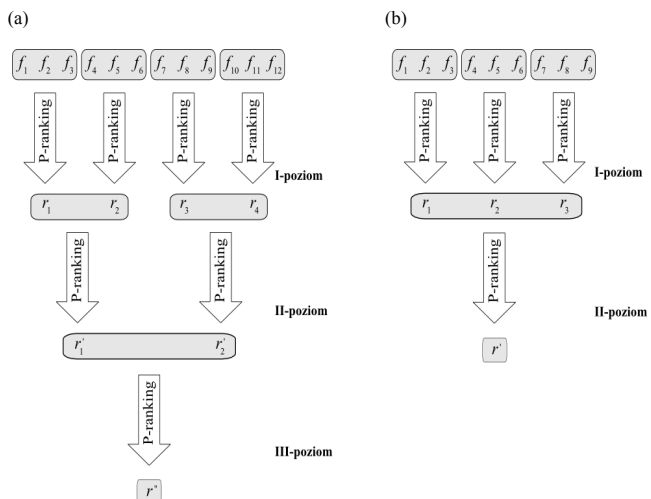 (a)
f1 f2 f3 f4 f5 f6 f7 f8 f9 f10 f11 f12
P-ranking P-ranking P-ranking P-ranking
I-poziom
r1 r2 r3 r4
P-ranking P-ranking
II-poziom
r'1 r'2
P-ranking
III-poziom
r"
(b)
f1 f2 f3 f4 f5 f6 f7 f8 f9
P-ranking P-ranking P-ranking
I-poziom
r1 r2 r3
P-ranking
II-poziom
r'